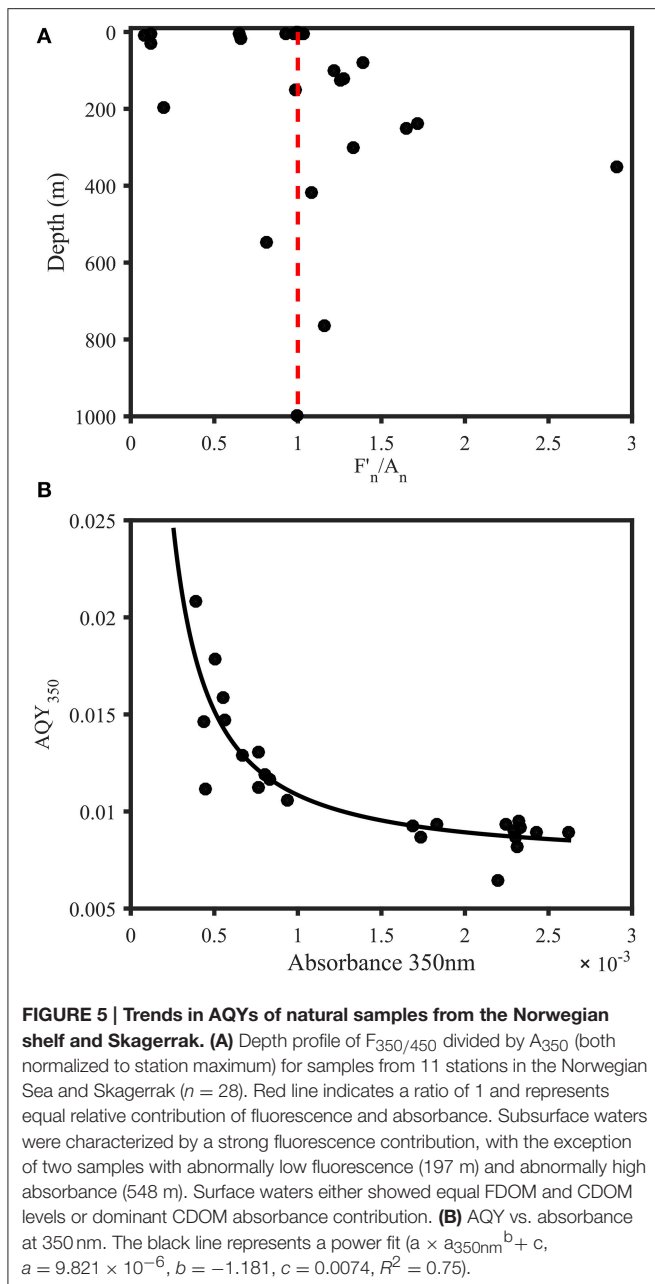 A
0
200
400
600
800
1000
Depth (m)
0 0.5 1 1.5 2 2.5 3
F'n/An
B
0.025
0.02
0.015
0.01
0.005
AQY350
0 0.5 1 1.5 2 2.5 3
Absorbance 350nm × 10⁻³
FIGURE 5 | Trends in AQYs of natural samples from the Norwegian
shelf and Skagerrak. (A) Depth profile of F350/450 divided by A350 (both
normalized to station maximum) for samples from 11 stations in the Norwegian
Sea and Skagerrak (n = 28). Red line indicates a ratio of 1 and represents
equal relative contribution of fluorescence and absorbance. Subsurface waters
were characterized by a strong fluorescence contribution, with the exception
of two samples with abnormally low fluorescence (197 m) and abnormally high
absorbance (548 m). Surface waters either showed equal FDOM and CDOM
levels or dominant CDOM absorbance contribution. (B) AQY vs. absorbance
at 350 nm. The black line represents a power fit (a × a350nm^b + c,
a = 9.821 × 10⁻⁶, b = −1.181, c = 0.0074, R² = 0.75).